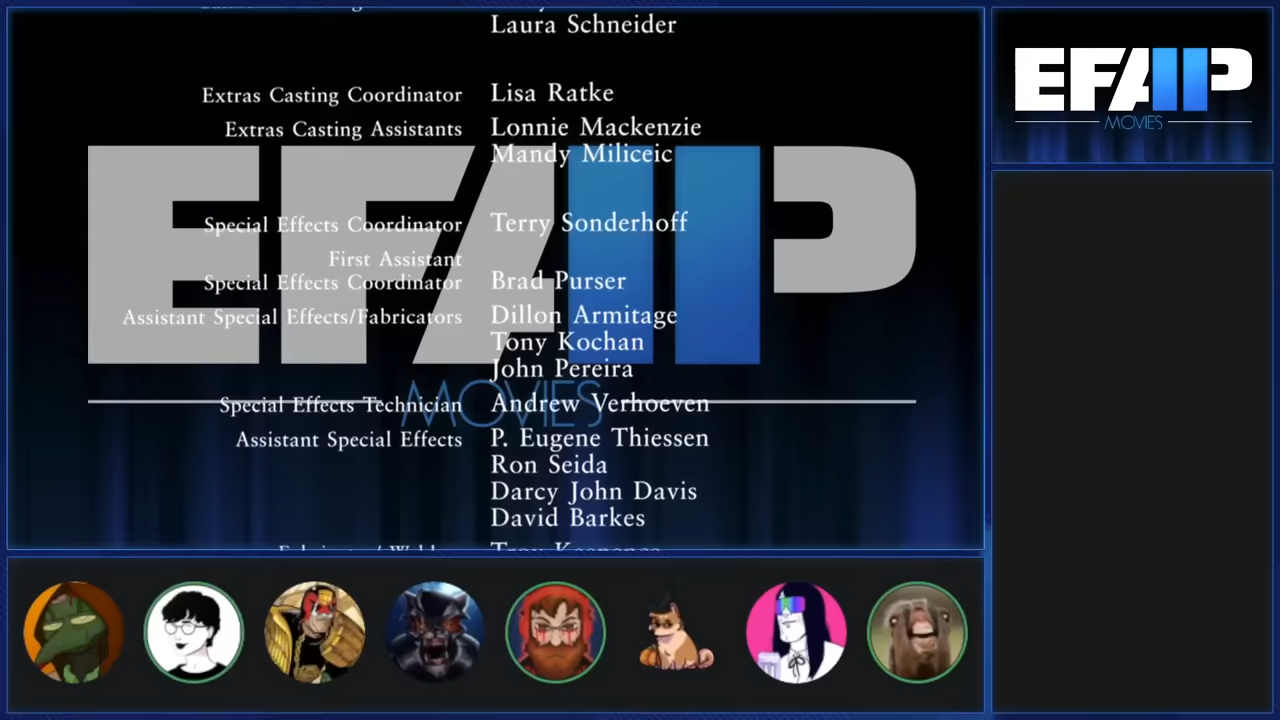 Laura Schneider
Extras Casting Coordinator Lisa Ratke
Extras Casting Assistants Lonnie Mackenzie
Mandy Miliceic
Special Effects Coordinator Terry Sonderhoff
First Assistant
Special Effects Coordinator Brad Purser
Assistant Special Effects/Fabricators Dillon Armitage
Tony Kochan
John Pereira
Special Effects Technician Andrew Verhoeven
Assistant Special Effects P. Eugene Thiessen
Ron Seida
Darcy John Davis
David Barkes
EFAP
MOVIES
EFAP
MOVIES